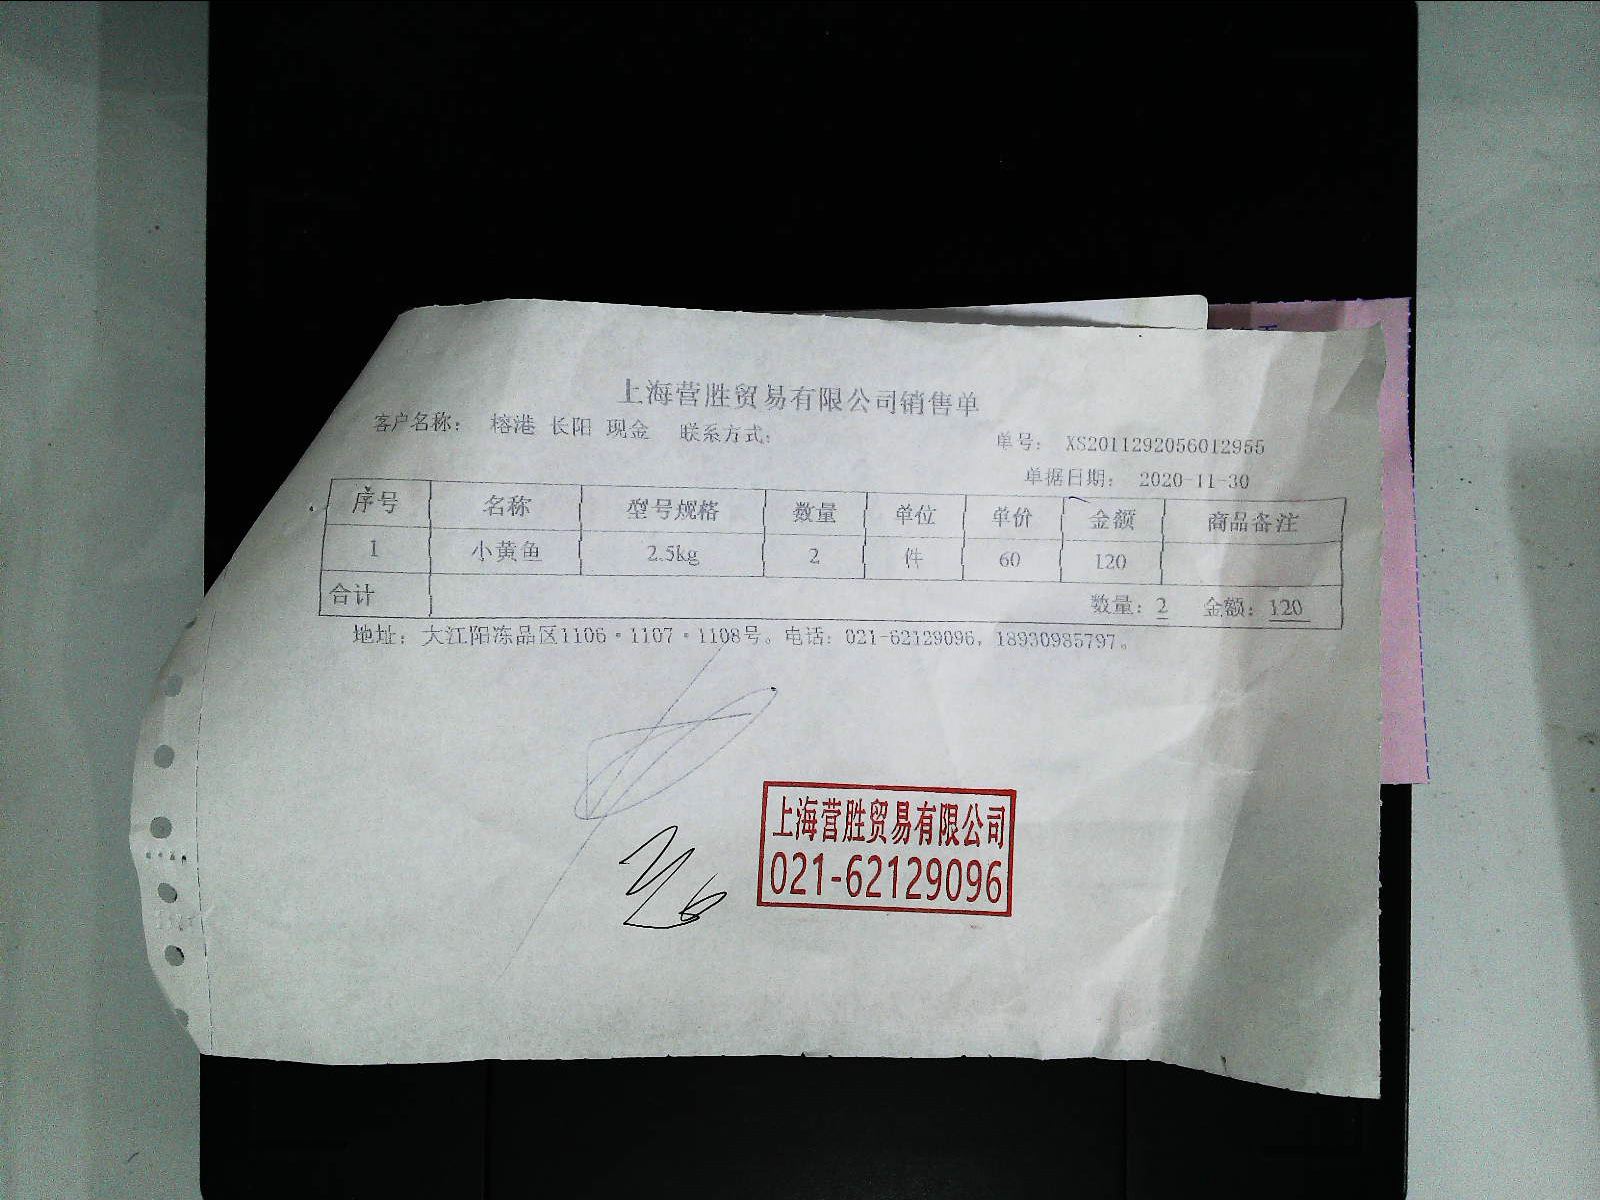 上海营胜贸易有限公司销售单
客户名称： 榕港 长阳 现金 联系方式： 单号： XS2011292056012955
单据日期： 2020-11-30
序号 名称 型号规格 数量 单位 单价 金额 商品备注
1 小黄鱼 2.5kg 2 件 60 120
合计 数量：2 金额：120
地址：大江阳冻品区1106·1107·1108号。电话：021-62129096，18930985797。
上海营胜贸易有限公司
021-62129096